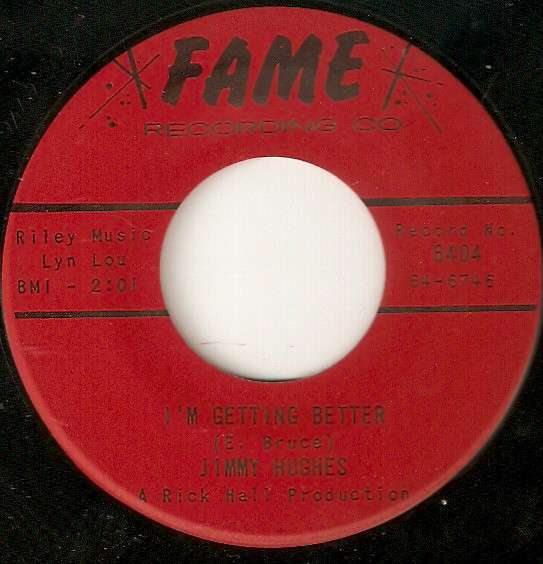 FAME
RECORDING CO
Riley Music
Lyn Lou
BMI - 2:01
Record No.
6404
64-6746
I'M GETTING BETTER
(E. Bruce)
JIMMY HUGHES
A Rick Hall Production